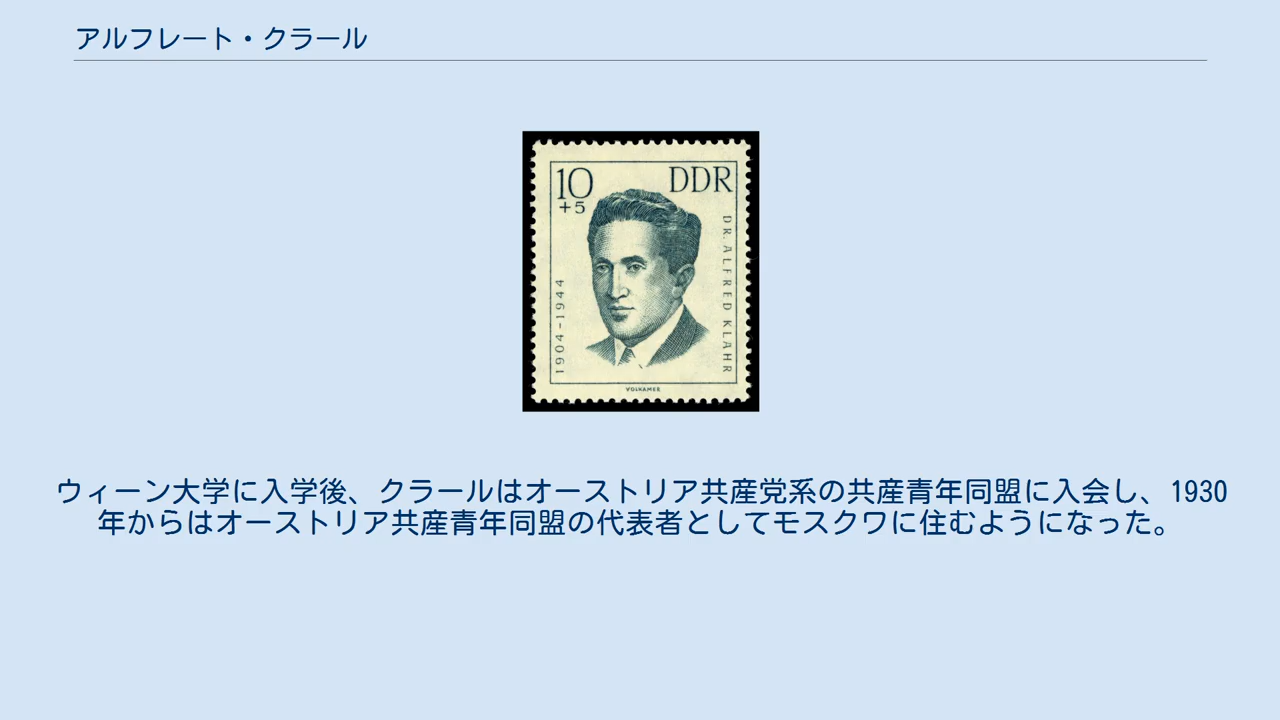 アルフレート・クラール
10
+5
DDR
DR. ALFRED KLAHR
1904-1944
VOLKAMER
ウィーン大学に入学後、クラールはオーストリア共産党系の共産青年同盟に入会し、1930
年からはオーストリア共産青年同盟の代表者としてモスクワに住むようになった。